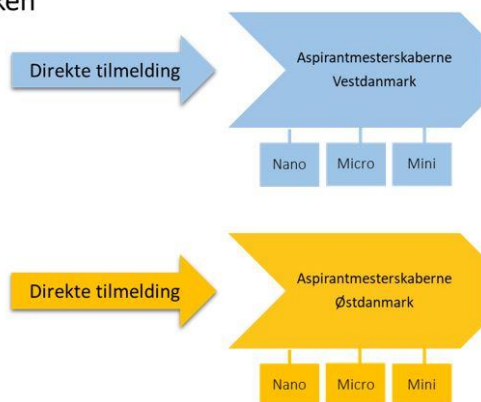 Direkte tilmelding
Aspirantmesterskaberne
Vestdanmark
Nano
Micro
Mini
Direkte tilmelding
Aspirantmesterskaberne
Østdanmark
Nano
Micro
Mini